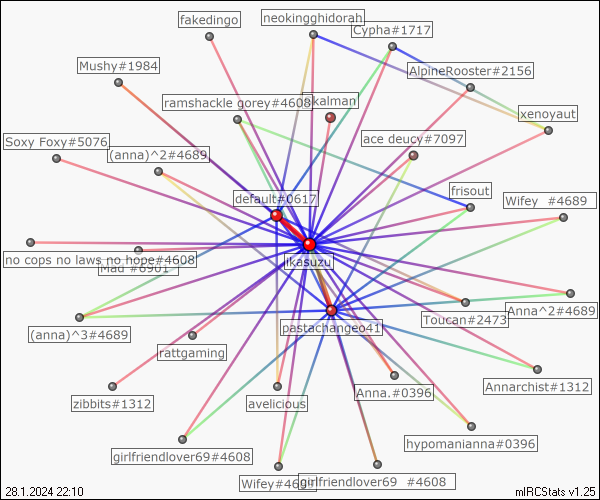 fakedingo
neokingghidorah
Cypha#1717
Mushy#1984
AlpineRooster#2156
ramshackle gorey#4608
kalman
xenoyaut
ace deucy#7097
Soxy Foxy#5076
(anna)^2#4689
default#0617
frisout
Wifey #4689
ikasuzu
no cops no laws no hope#4608
Mad #6901
Anna^2#4689
Toucan#2473
(anna)^3#4689
pastachangeo41
rattgaming
Annarchist#1312
Anna.#0396
zibbits#1312
avelicious
hypomanianna#0396
girlfriendlover69#4608
Wifey#4689
girlfriendlover69 #4608
28.1.2024 22:10
mIRCStats v1.25